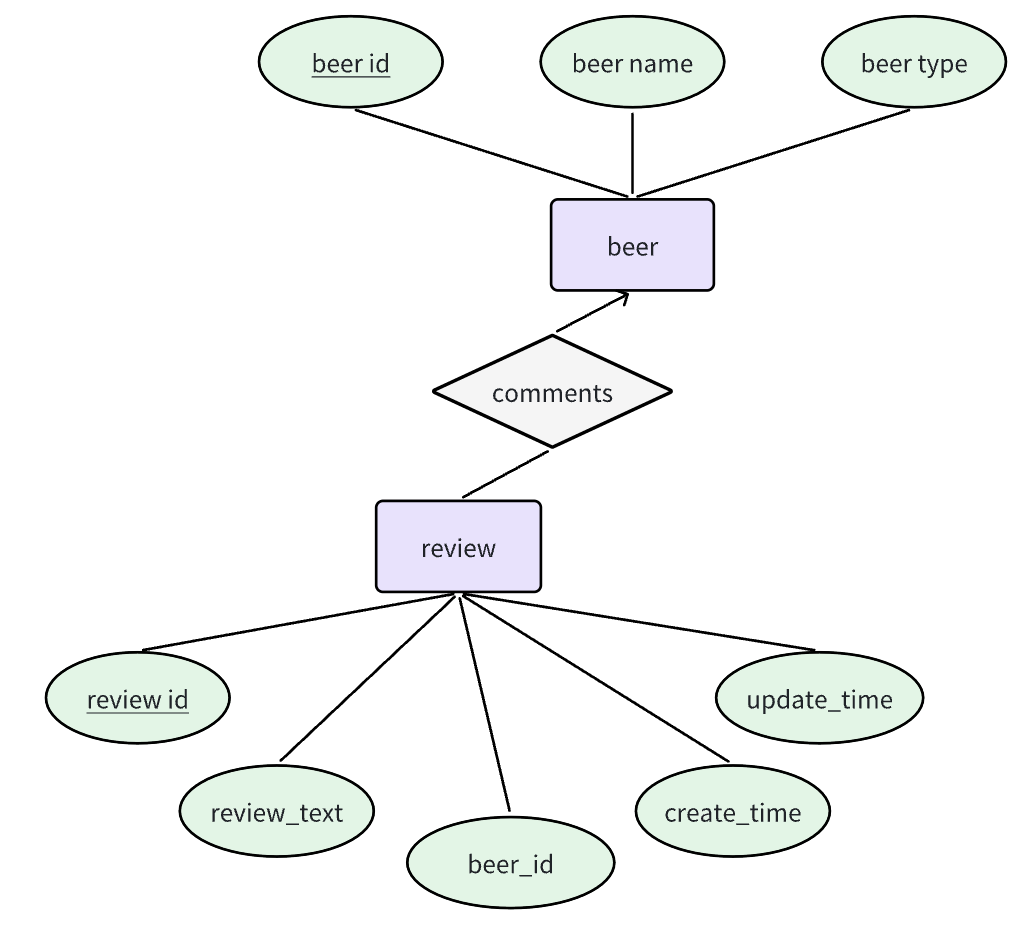 beer id
beer name
beer type
beer
comments
review
review id
update_time
review_text
create_time
beer_id